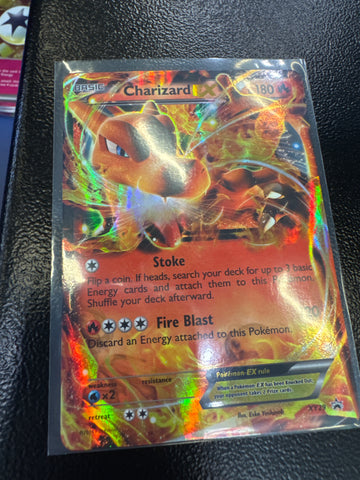 BASIC Charizard EX 180
Stoke
Flip a coin. If heads, search your deck for up to 3 basic
Energy cards and attach them to this Pokémon.
Shuffle your deck afterward.
Fire Blast
Discard an Energy attached to this Pokémon.
Pokémon EX rule
When a Pokémon EX has been Knocked Out,
your opponent takes 2 Prize cards.
weakness resistance
×2
retreat
Illus. Eske Yoshinob
XY29